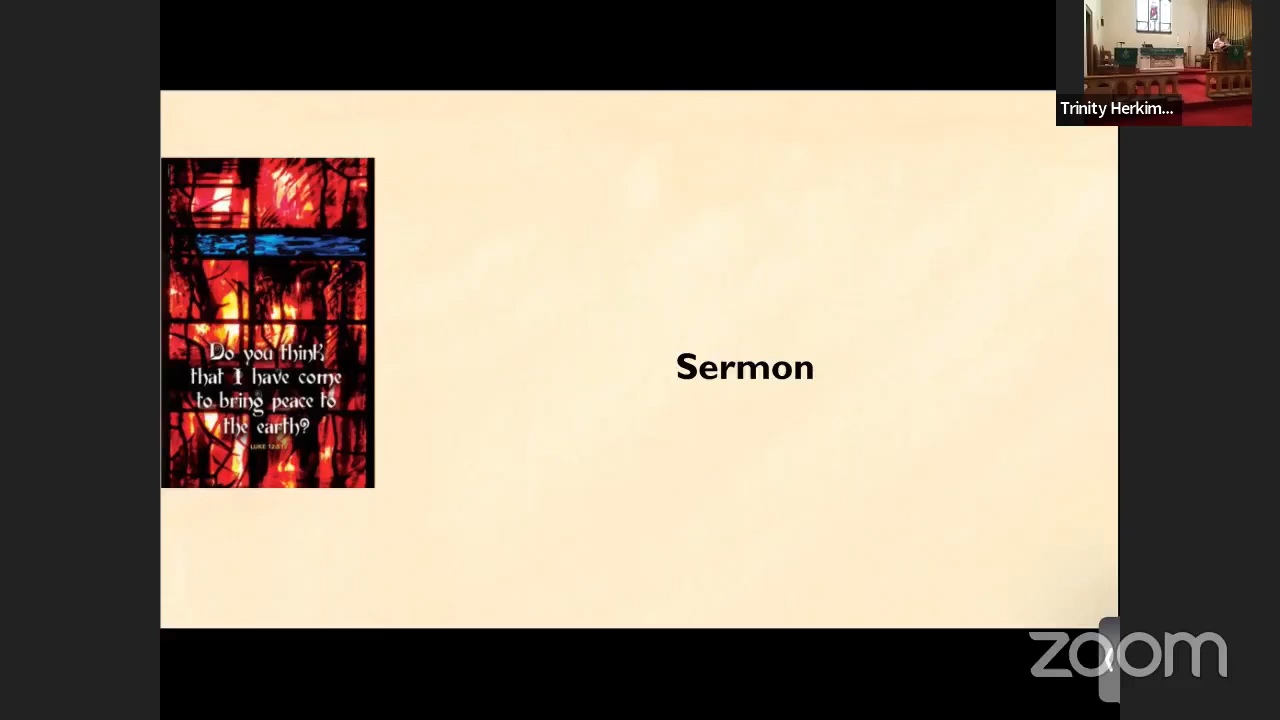 Trinity Herkim...
Do you think
that I have come
to bring peace to
the earth?
Sermon
zoom